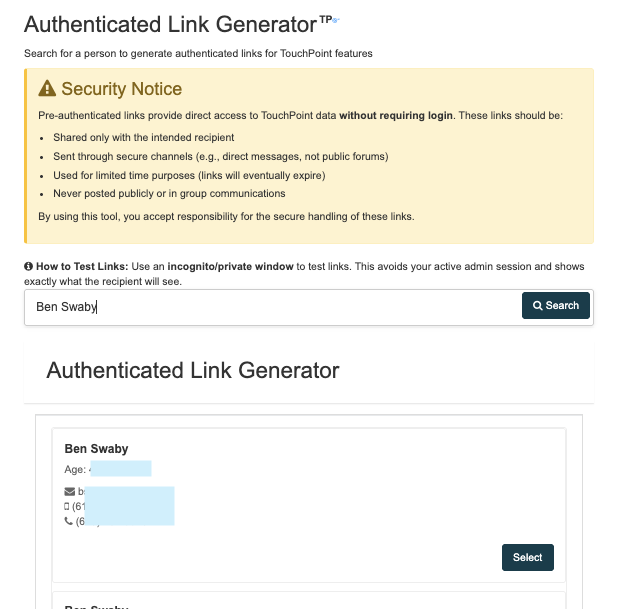 Authenticated Link Generator TP
Search for a person to generate authenticated links for TouchPoint features
Security Notice
Pre-authenticated links provide direct access to TouchPoint data without requiring login. These links should be:
• Shared only with the intended recipient
• Sent through secure channels (e.g., direct messages, not public forums)
• Used for limited time purposes (links will eventually expire)
• Never posted publicly or in group communications
By using this tool, you accept responsibility for the secure handling of these links.
How to Test Links: Use an incognito/private window to test links. This avoids your active admin session and shows
exactly what the recipient will see.
Ben Swaby
Search
Authenticated Link Generator
Ben Swaby
Age:
(61
(6
Select
Ben Swaby